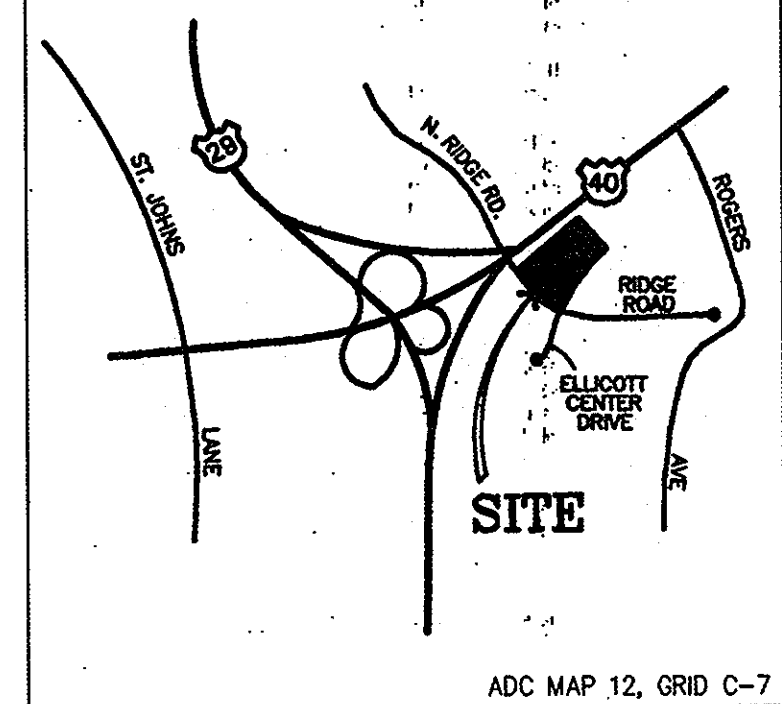 29
N. RIDGE RD.
40
ST. JOHNS
ROGERS
RIDGE
ROAD
ELLICOTT
CENTER
DRIVE
LANE
AVE
SITE
ADC MAP 12, GRID C-7